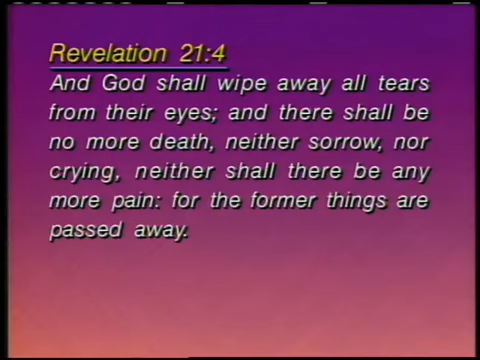 Revelation 21:4
And God shall wipe away all tears
from their eyes; and there shall be
no more death, neither sorrow, nor
crying, neither shall there be any
more pain: for the former things are
passed away.